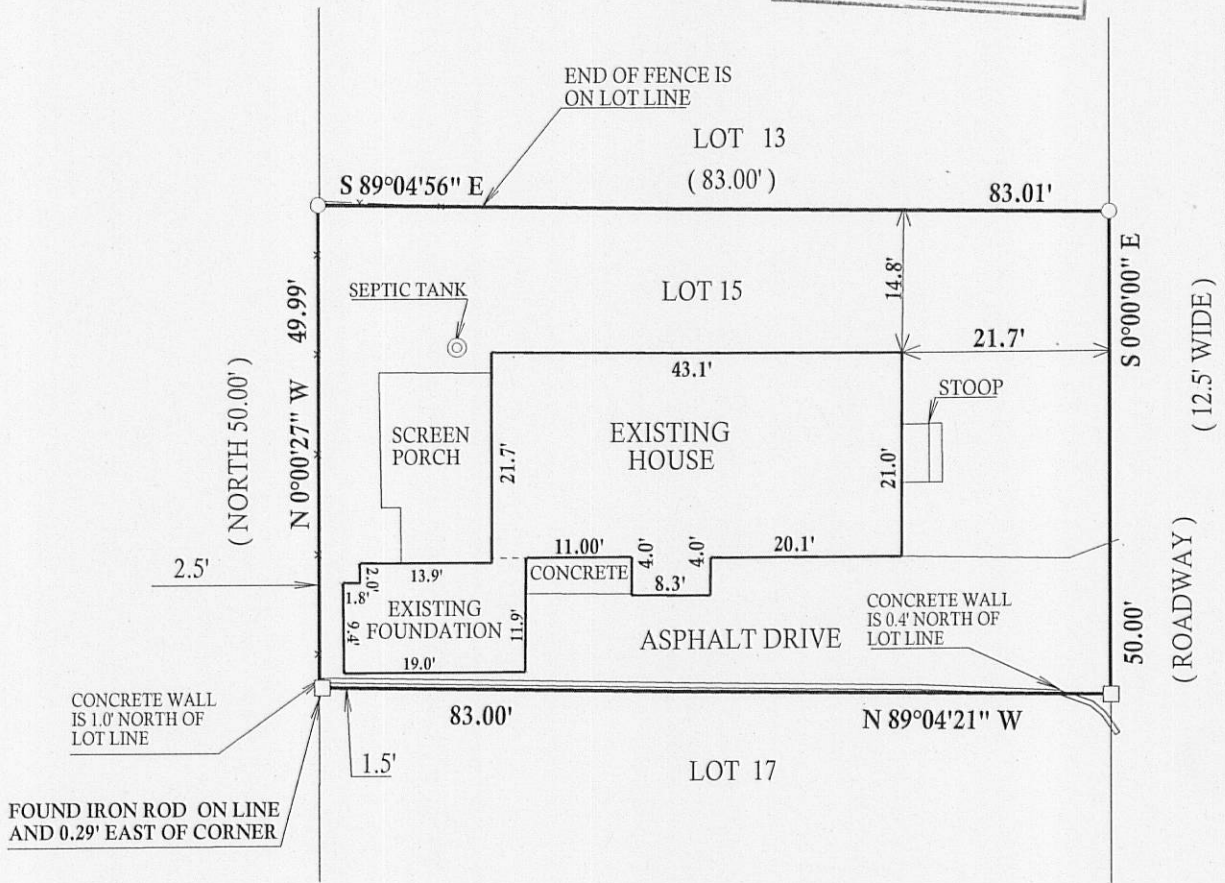 END OF FENCE IS
ON LOT LINE
LOT 13
( 83.00' )
S 89°04'56" E
83.01'
SEPTIC TANK
LOT 15
14.8'
21.7'
S 0°00'00" E
( 12.5' WIDE )
49.99'
N 0°00'27" W
( NORTH 50.00' )
43.1'
STOOP
SCREEN
PORCH
21.7'
EXISTING
HOUSE
21.0'
11.00'
4.0'
4.0'
20.1'
2.5'
2.0'
13.9'
CONCRETE
8.3'
1.8'
EXISTING
FOUNDATION
9.4'
11.9'
19.0'
ASPHALT DRIVE
CONCRETE WALL
IS 0.4' NORTH OF
LOT LINE
50.00'
( ROADWAY )
CONCRETE WALL
IS 1.0' NORTH OF
LOT LINE
83.00'
N 89°04'21" W
1.5'
LOT 17
FOUND IRON ROD ON LINE
AND 0.29' EAST OF CORNER